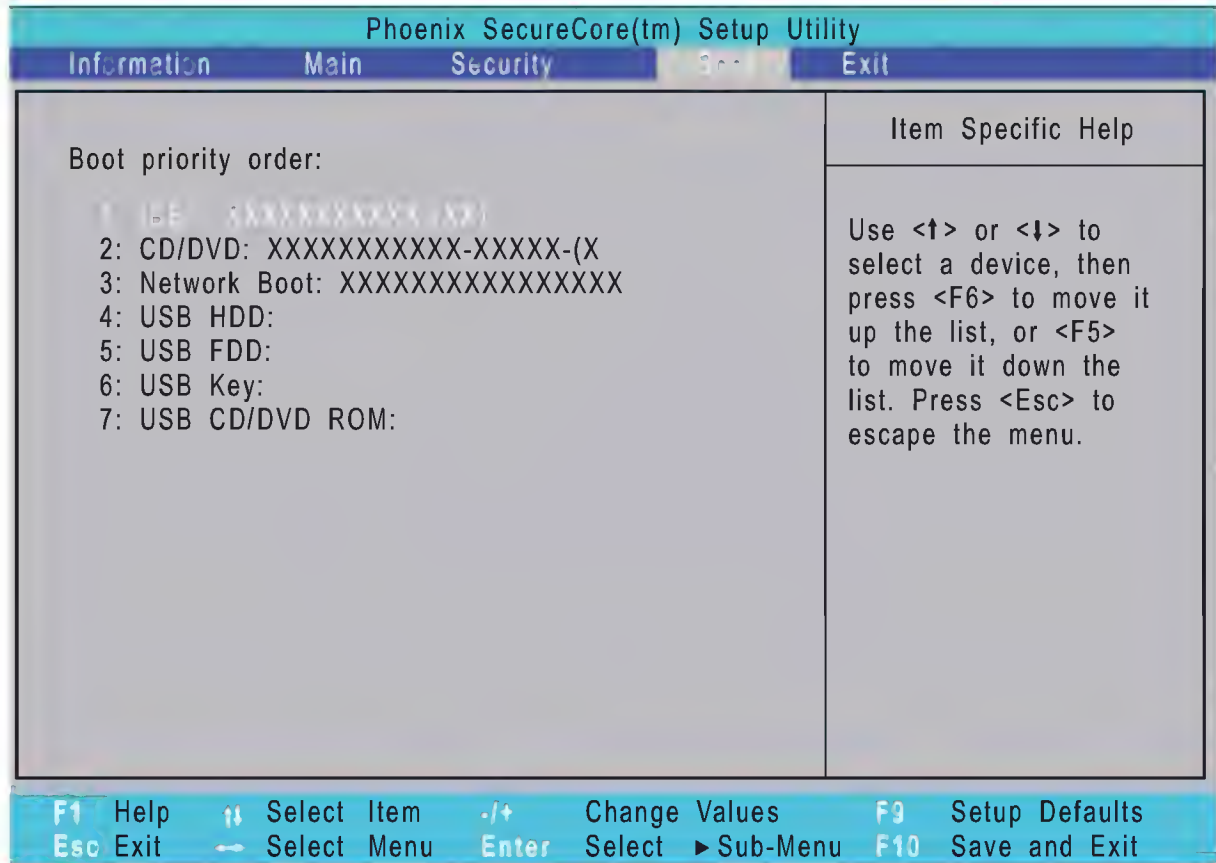 Phoenix SecureCore(tm) Setup Utility
Information Main Security Exit
Boot priority order:
2: CD/DVD: XXXXXXXXXXX-XXXXX-(X
3: Network Boot: XXXXXXXXXXXXXXXX
4: USB HDD:
5: USB FDD:
6: USB Key:
7: USB CD/DVD ROM:
Item Specific Help
Use <↑> or <↓> to
select a device, then
press <F6> to move it
up the list, or <F5>
to move it down the
list. Press <Esc> to
escape the menu.
F1 Help ↑↓ Select Item -/+ Change Values F9 Setup Defaults
Esc Exit ↔ Select Menu Enter Select ►Sub-Menu F10 Save and Exit